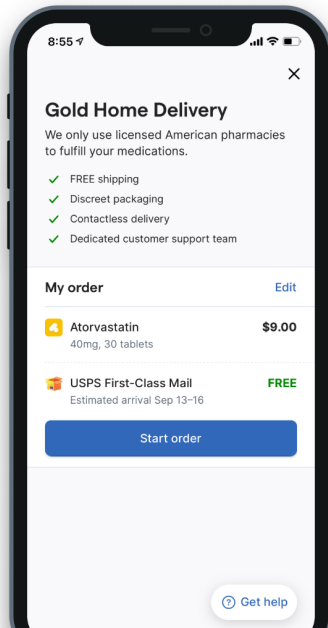 8:55
Gold Home Delivery
We only use licensed American pharmacies
to fulfill your medications.
FREE shipping
Discreet packaging
Contactless delivery
Dedicated customer support team
My order
Edit
Atorvastatin
$9.00
40mg, 30 tablets
USPS First-Class Mail
FREE
Estimated arrival Sep 13–16
Start order
? Get help